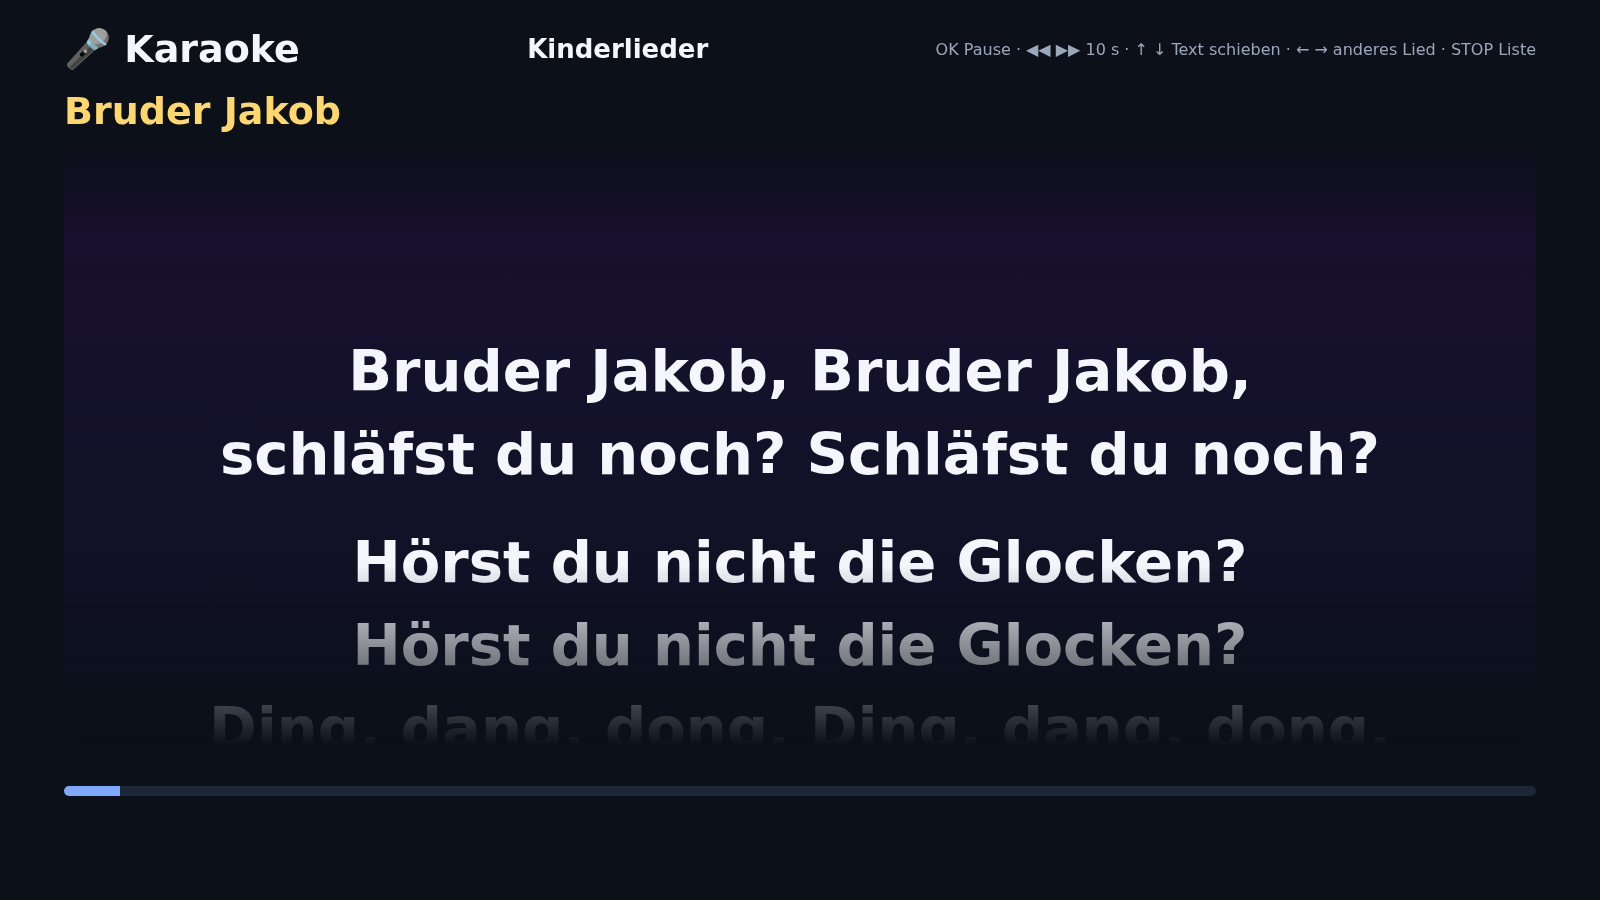 🎤 Karaoke
Kinderlieder
OK Pause · ◀◀ ▶▶ 10 s · ↑ ↓ Text schieben · ← → anderes Lied · STOP Liste
Bruder Jakob
Bruder Jakob, Bruder Jakob,
schläfst du noch? Schläfst du noch?
Hörst du nicht die Glocken?
Hörst du nicht die Glocken?
Ding, dang, dong, Ding, dang, dong.